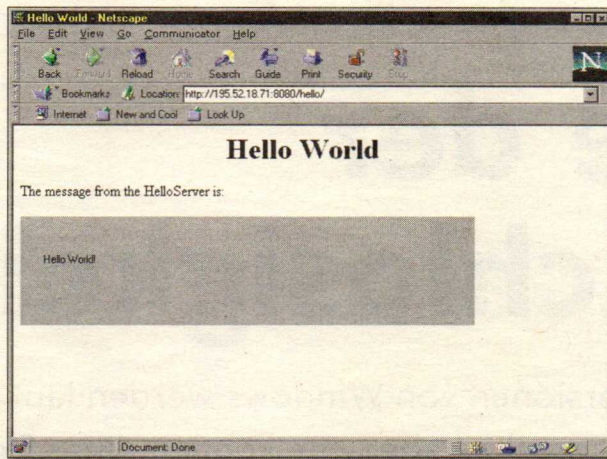 Hello World - Netscape
File Edit View Go Communicator Help
Back Forward Reload Home Search Guide Print Security Stop
N
Bookmarks Location: http://195.52.18.71:8080/hello/
Internet New and Cool Look Up
Hello World
The message from the HelloServer is:
Hello World!
Document: Done